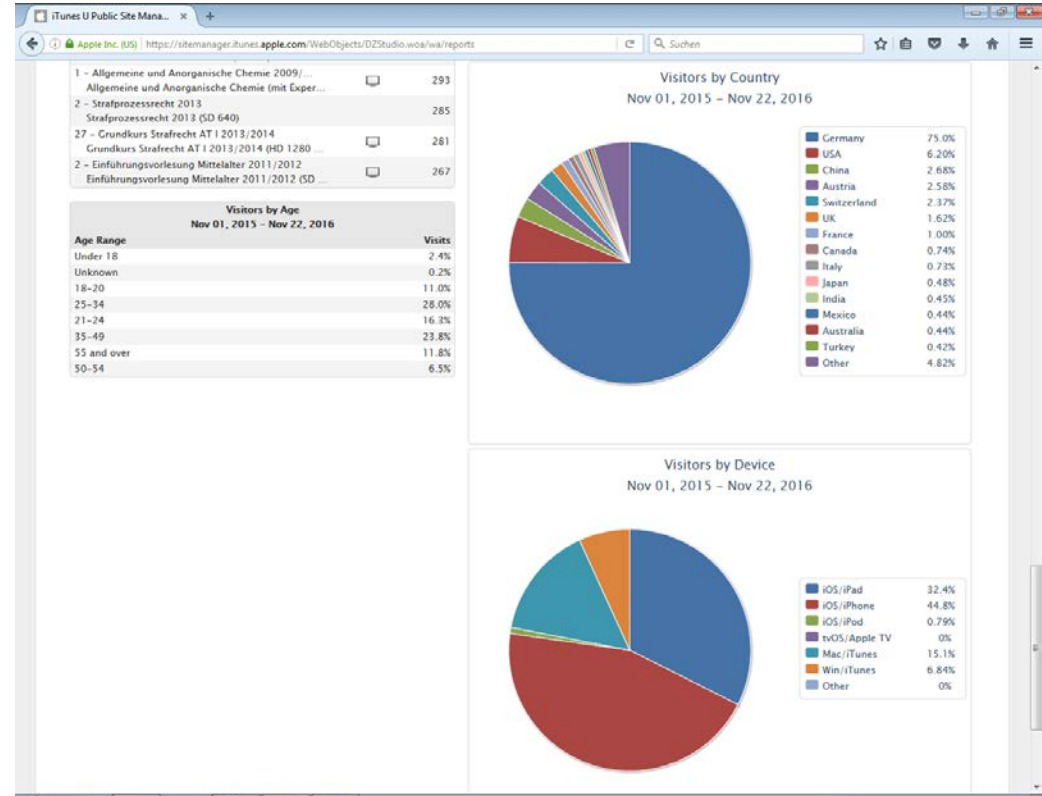 iTunes U Public Site Mana...
Apple Inc. (US) https://sitemanager.itunes.apple.com/WebObjects/DZStudio.woa/wa/reports
Suchen
1 – Allgemeine und Anorganische Chemie 2009/...
Allgemeine und Anorganische Chemie (mit Exper...
293
2 – Strafprozessrecht 2013
Strafprozessrecht 2013 (SD 640)
285
27 – Grundkurs Strafrecht AT I 2013/2014
Grundkurs Strafrecht AT I 2013/2014 (HD 1280 ...
281
2 – Einführungsvorlesung Mittelalter 2011/2012
Einführungsvorlesung Mittelalter 2011/2012 (SD ...
267
Visitors by Age
Nov 01, 2015 – Nov 22, 2016
Age Range Visits
Under 18 2.4%
Unknown 0.2%
18–20 11.0%
25–34 28.0%
21–24 16.3%
35–49 23.8%
55 and over 11.8%
50–54 6.5%
Visitors by Country
Nov 01, 2015 – Nov 22, 2016
Germany 75.0%
USA 6.20%
China 2.68%
Austria 2.58%
Switzerland 2.37%
UK 1.62%
France 1.00%
Canada 0.74%
Italy 0.73%
Japan 0.48%
India 0.45%
Mexico 0.44%
Australia 0.44%
Turkey 0.42%
Other 4.82%
Visitors by Device
Nov 01, 2015 – Nov 22, 2016
iOS/iPad 32.4%
iOS/iPhone 44.8%
iOS/iPod 0.79%
tvOS/Apple TV 0%
Mac/iTunes 15.1%
Win/iTunes 6.84%
Other 0%